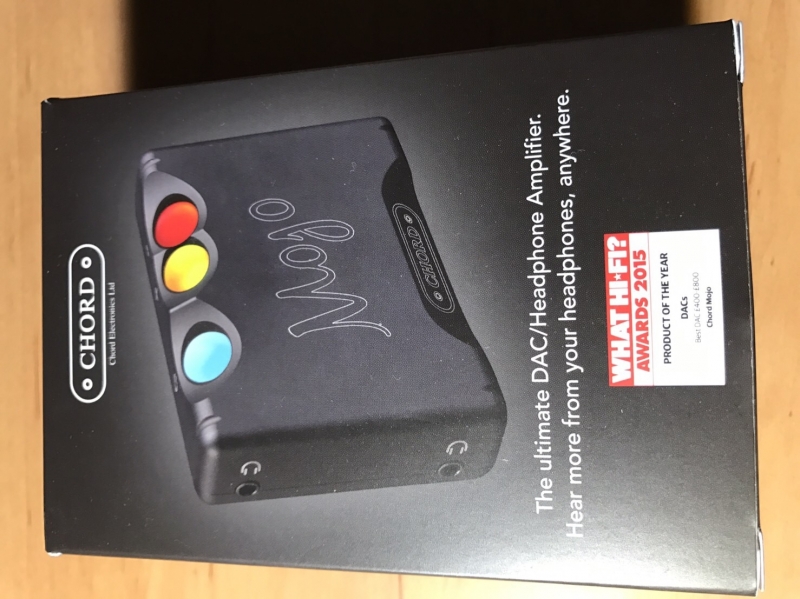 CHORD
Chord Electronics Ltd
Mojo
CHORD
The ultimate DAC/Headphone Amplifier.
Hear more from your headphones, anywhere.
WHAT HI★FI?
AWARDS 2015
PRODUCT OF THE YEAR
DACs
Best DAC £400-£800
Chord Mojo